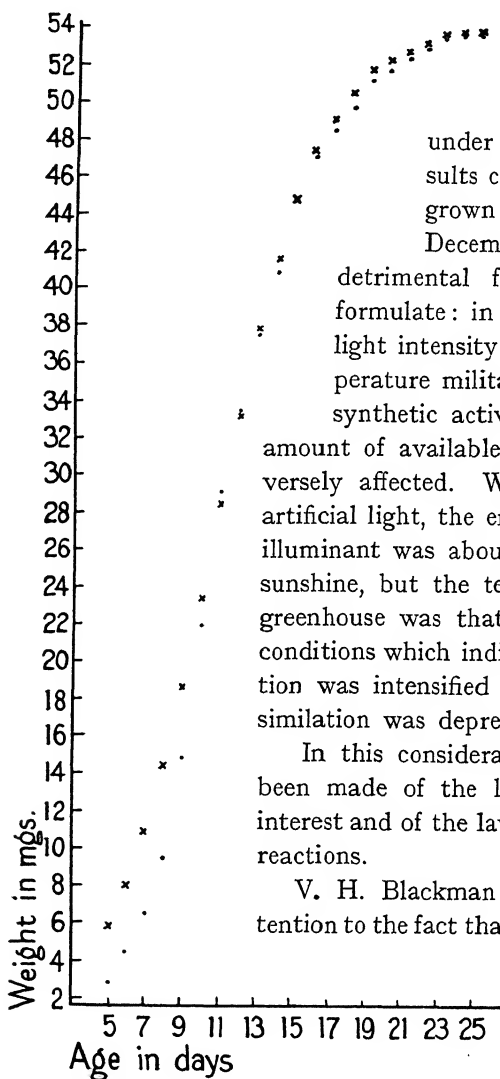 54
52
50
48
46
44
42
40
38
36
34
32
30
28
26
24
22
20
18
16
14
12
10
8
6
4
2
Weight in mgs.
5 7 9 11 13 15 17 19 21 23 25
Age in days
under
sults c
grown
Decem
detrimental f
formulate: in
light intensity
perature milita
synthetic activ
amount of available
versely affected. W
artificial light, the en
illuminant was abou
sunshine, but the te
greenhouse was that
conditions which indi
tion was intensified
similation was depre
In this considera
been made of the l
interest and of the la
reactions.
V. H. Blackman
tention to the fact tha